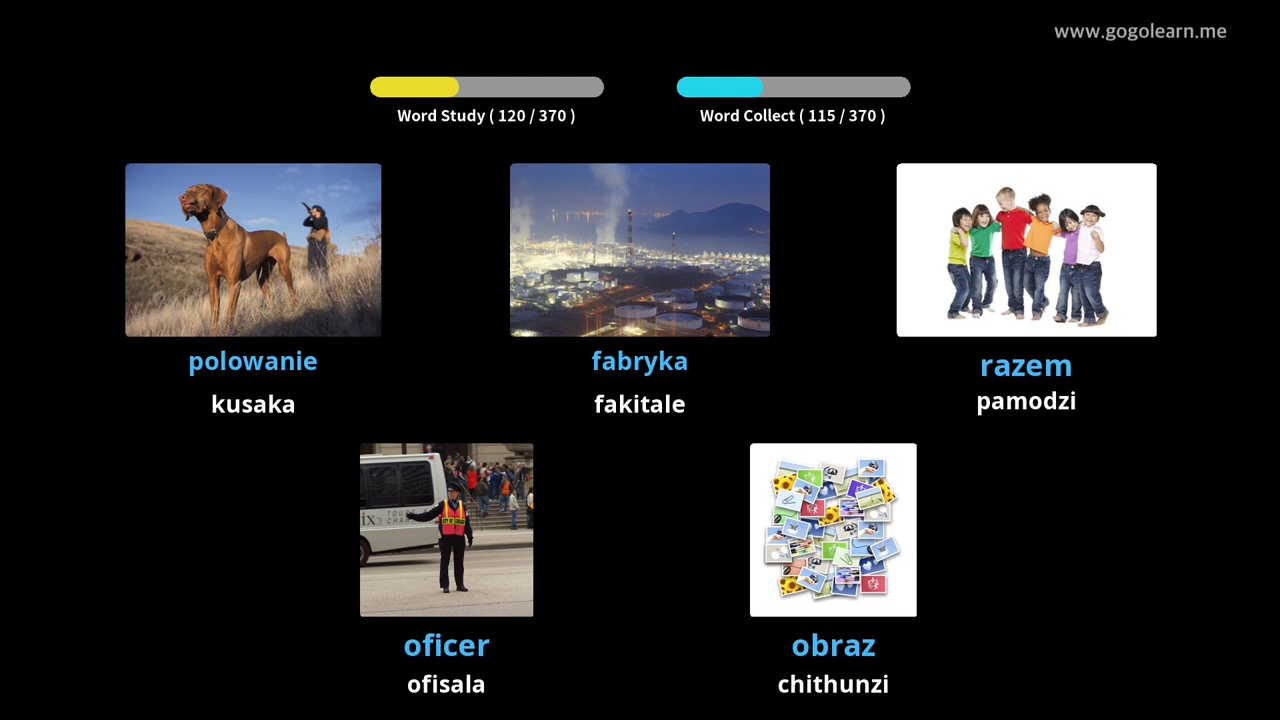 www.gogolearn.me
Word Study ( 120 / 370 )
Word Collect ( 115 / 370 )
polowanie
kusaka
fabryka
fakitale
razem
pamodzi
oficer
ofisala
obraz
chithunzi